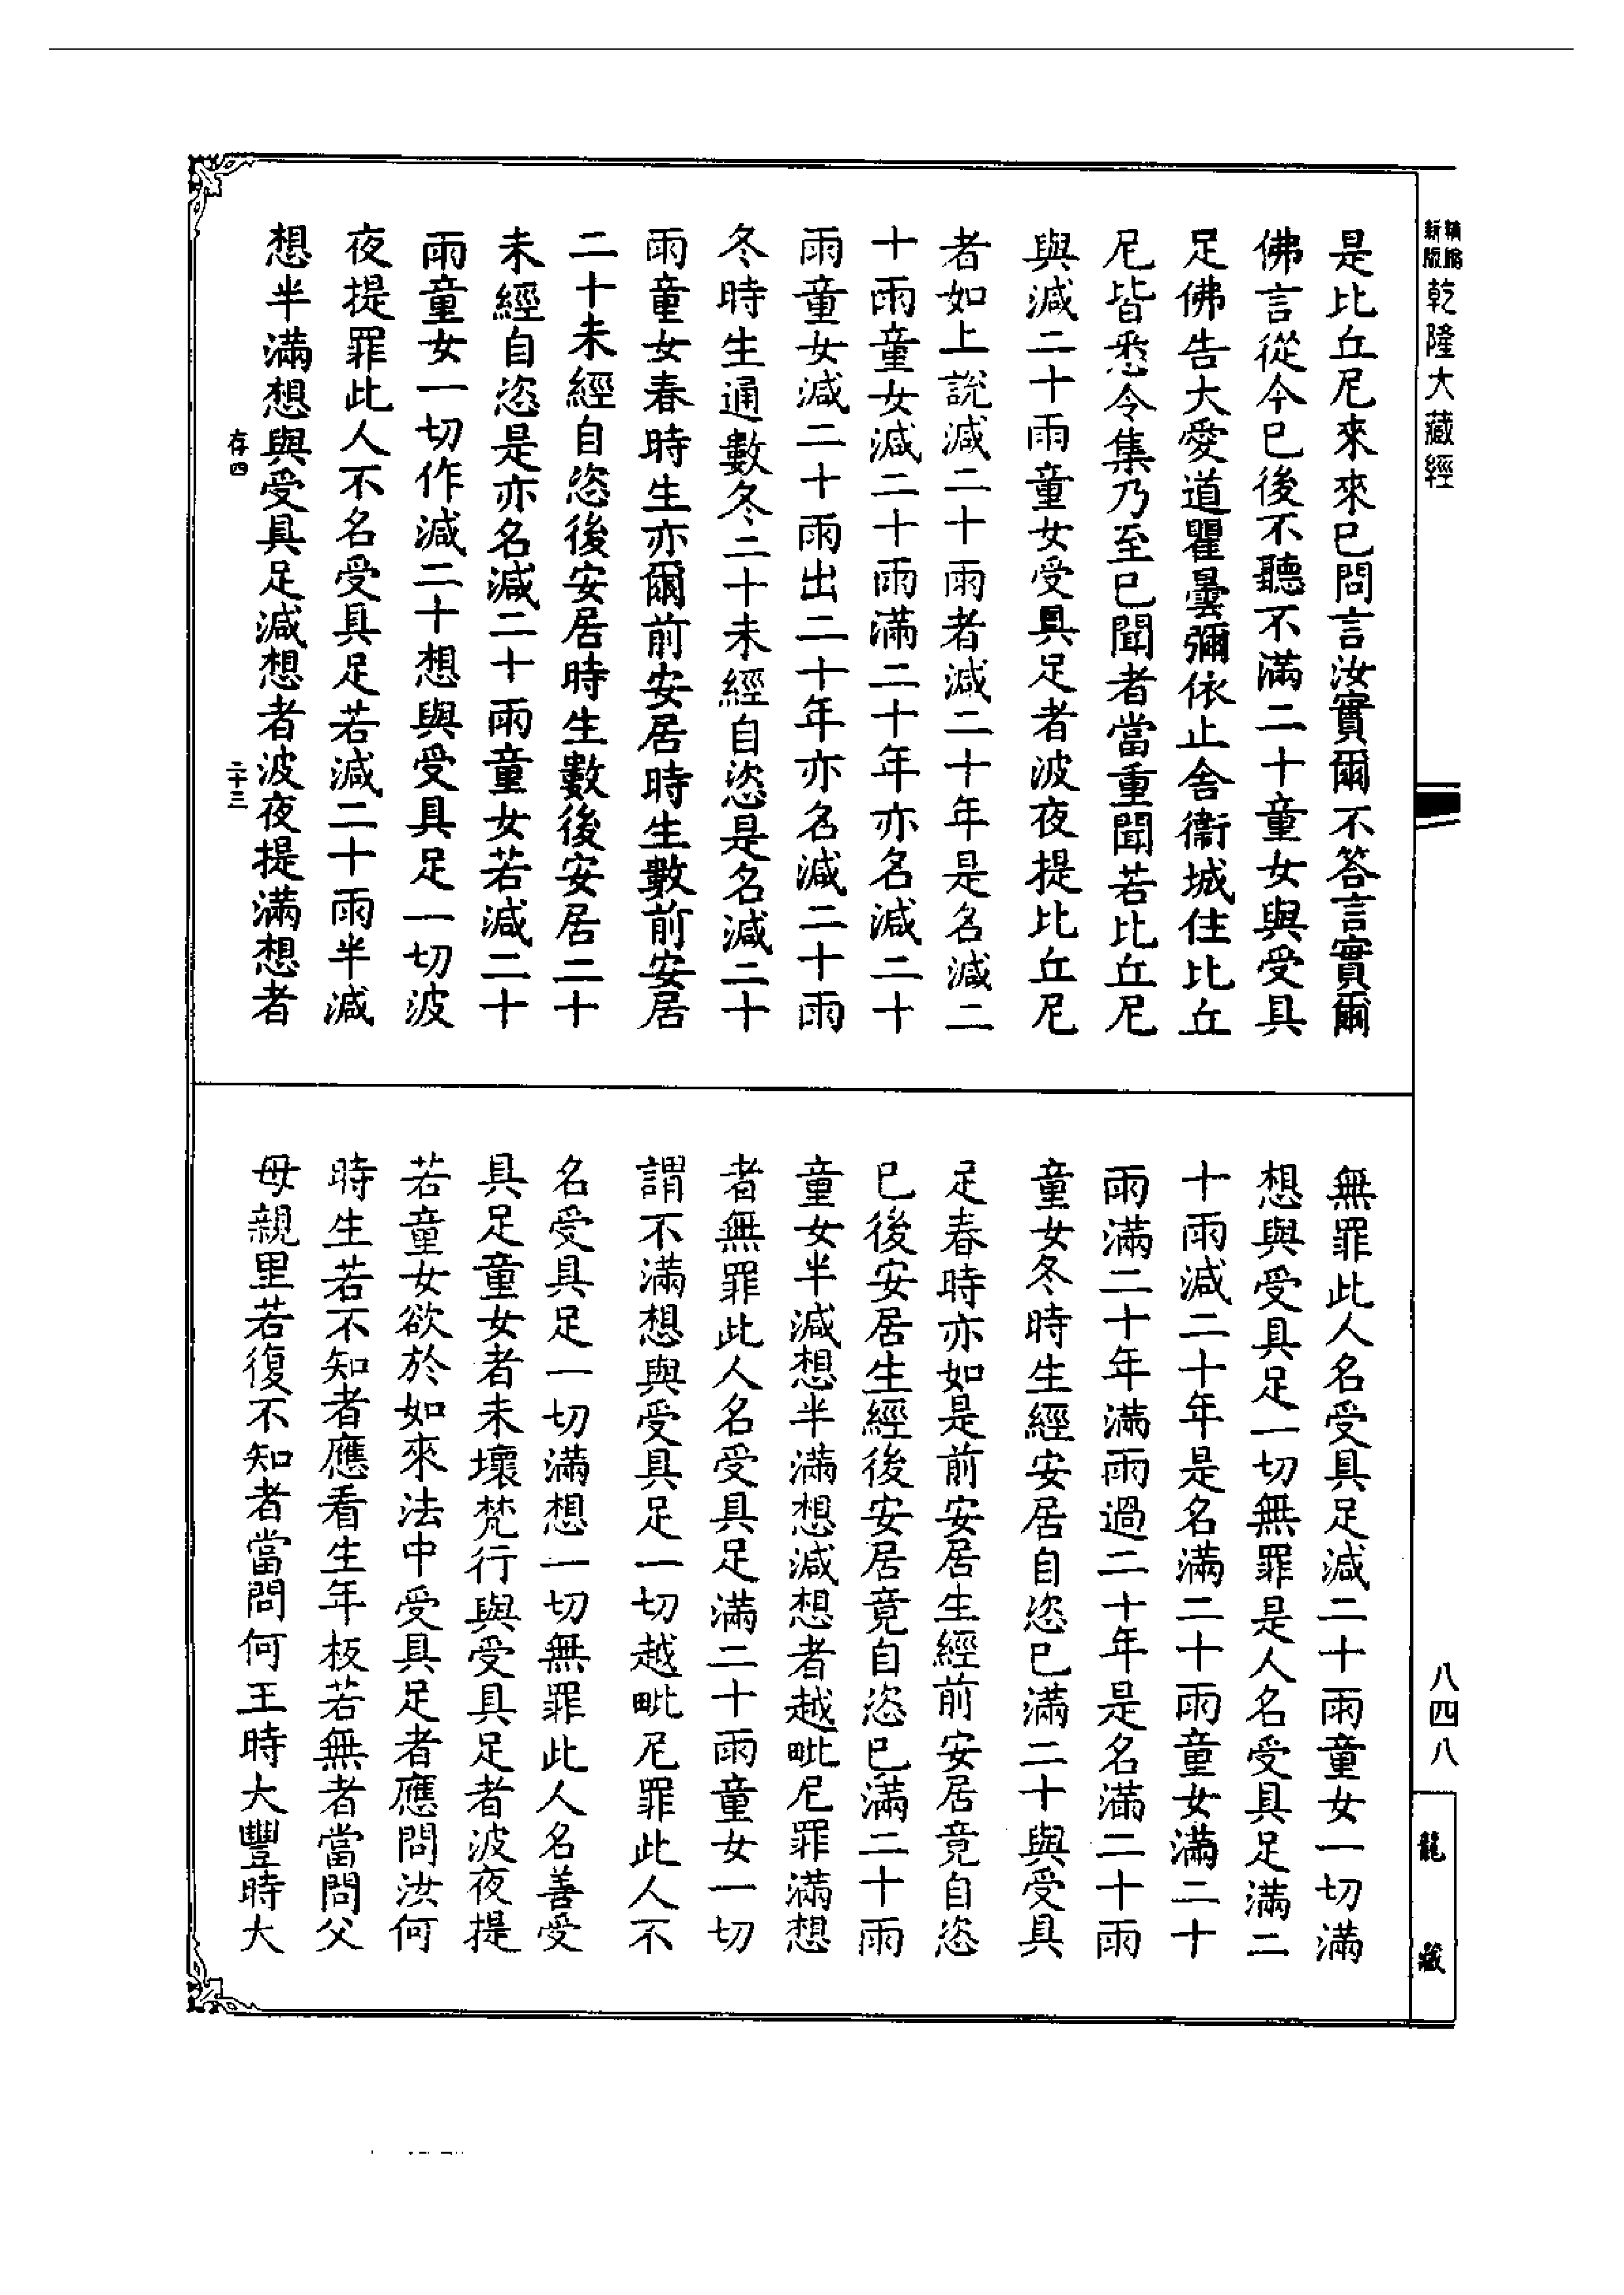 新版
乾隆大藏經
是比丘尼來來已問言汝實爾不答言實爾
佛言從今已後不聽不滿二十童女與受具
足佛告大愛道瞿曇彌依止舍衞城住比丘
尼皆悉令集乃至已聞者當重聞若比丘尼
與減二十雨童女受具足者波夜提比丘尼
者如上說減二十雨者減二十年是名減二
十雨童女減二十雨滿二十年亦名減二十
雨童女減二十雨出二十年亦名減二十雨
冬時生通數冬二十未經自恣是名減二十
雨童女春時生亦爾前安居時生數前安居
二十未經自恣後安居時生數後安居二十
未經自恣是亦名減二十雨童女若減二十
雨童女一切作減二十想與受具足一切波
夜提罪此人不名受具足若減二十雨半減
想半滿想與受具足減想者波夜提滿想者
存四
二十三
無罪此人名受具足減二十雨童女一切滿
想與受具足一切無罪是人名受具足滿二
十雨減二十年是名滿二十雨童女滿二十
雨滿二十年滿雨過二十年是名滿二十雨
童女冬時生經安居自恣已滿二十與受具
足春時亦如是前安居生經前安居竟自恣
已後安居生經後安居竟自恣已滿二十雨
童女半減想半滿想減想者越毗尼罪滿想
者無罪此人名受具足滿二十雨童女一切
謂不滿想與受具足一切越毗尼罪此人不
名受具足一切滿想一切無罪此人名善受
具足童女者未壞梵行與受具足者波夜提
若童女欲於如來法中受具足者應問汝何
時生若不知者應看生年板若無者當問父
母親里若復不知者當問何王時大豐時大
八四八
龍藏